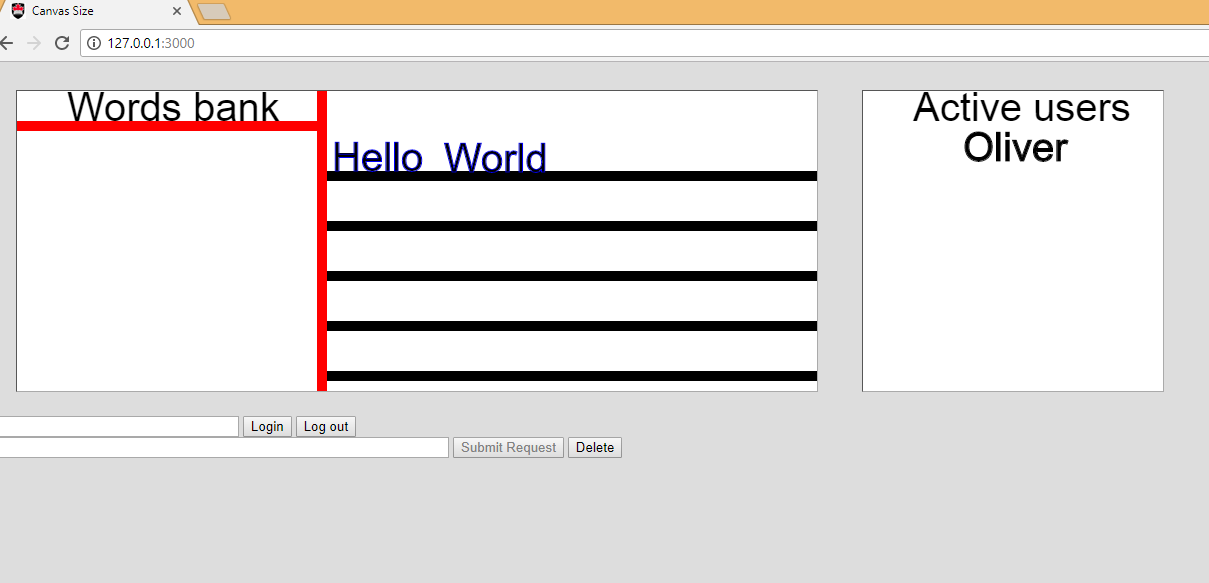 Canvas Size
127.0.0.1:3000
Words bank
Hello World
Active users
Oliver
Login Log out
Submit Request Delete